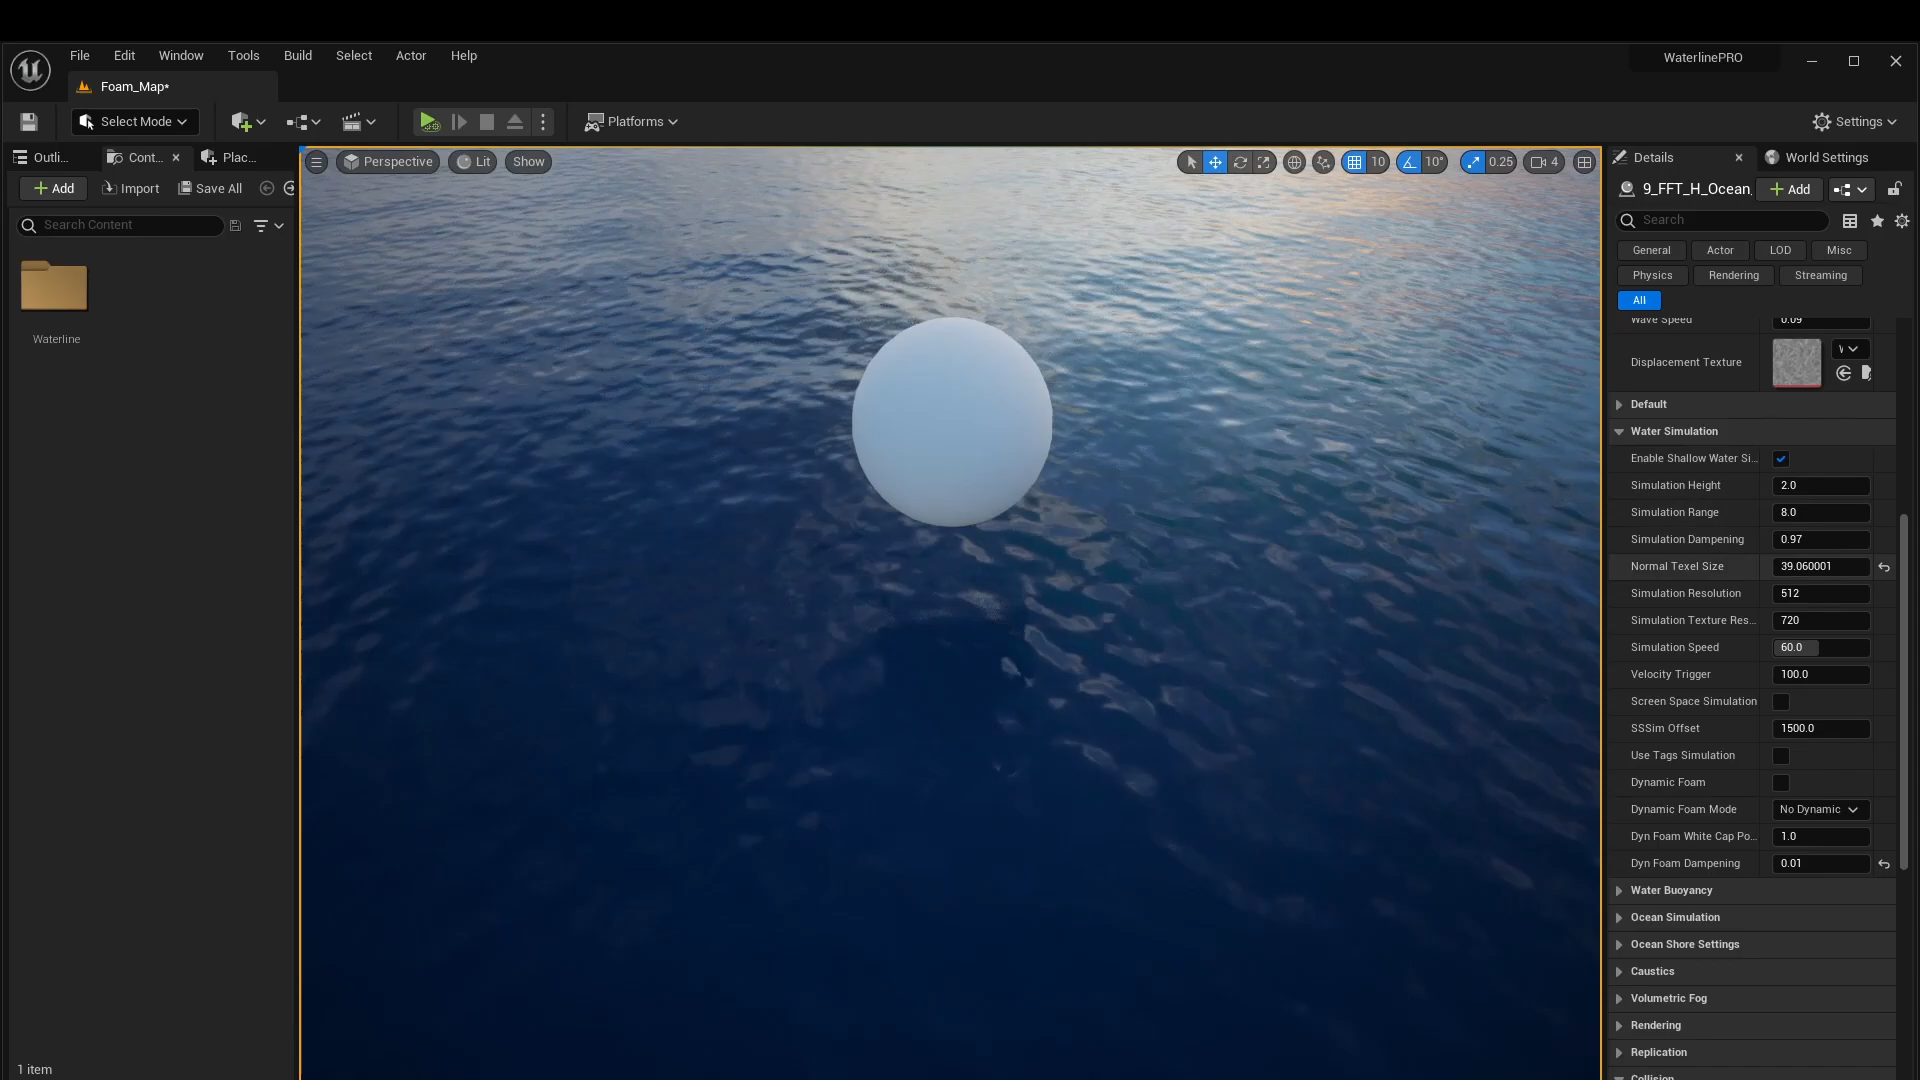 File Edit Window Tools Build Select Actor Help
WaterlinePRO
Foam_Map*
Select Mode
Platforms
Settings
Outli...
Cont...
Plac...
Add
Import
Save All
Search Content
Waterline
1 item
Perspective
Lit
Show
10
10°
0.25
4
Details
World Settings
9_FFT_H_Ocean
Add
Search
General
Actor
LOD
Misc
Physics
Rendering
Streaming
All
Wave Speed 0.09
Displacement Texture
Default
Water Simulation
Enable Shallow Water Si...
Simulation Height 2.0
Simulation Range 8.0
Simulation Dampening 0.97
Normal Texel Size 39.060001
Simulation Resolution 512
Simulation Texture Res... 720
Simulation Speed 60.0
Velocity Trigger 100.0
Screen Space Simulation
SSSim Offset 1500.0
Use Tags Simulation
Dynamic Foam
Dynamic Foam Mode No Dynamic
Dyn Foam White Cap Po... 1.0
Dyn Foam Dampening 0.01
Water Buoyancy
Ocean Simulation
Ocean Shore Settings
Caustics
Volumetric Fog
Rendering
Replication
Collision